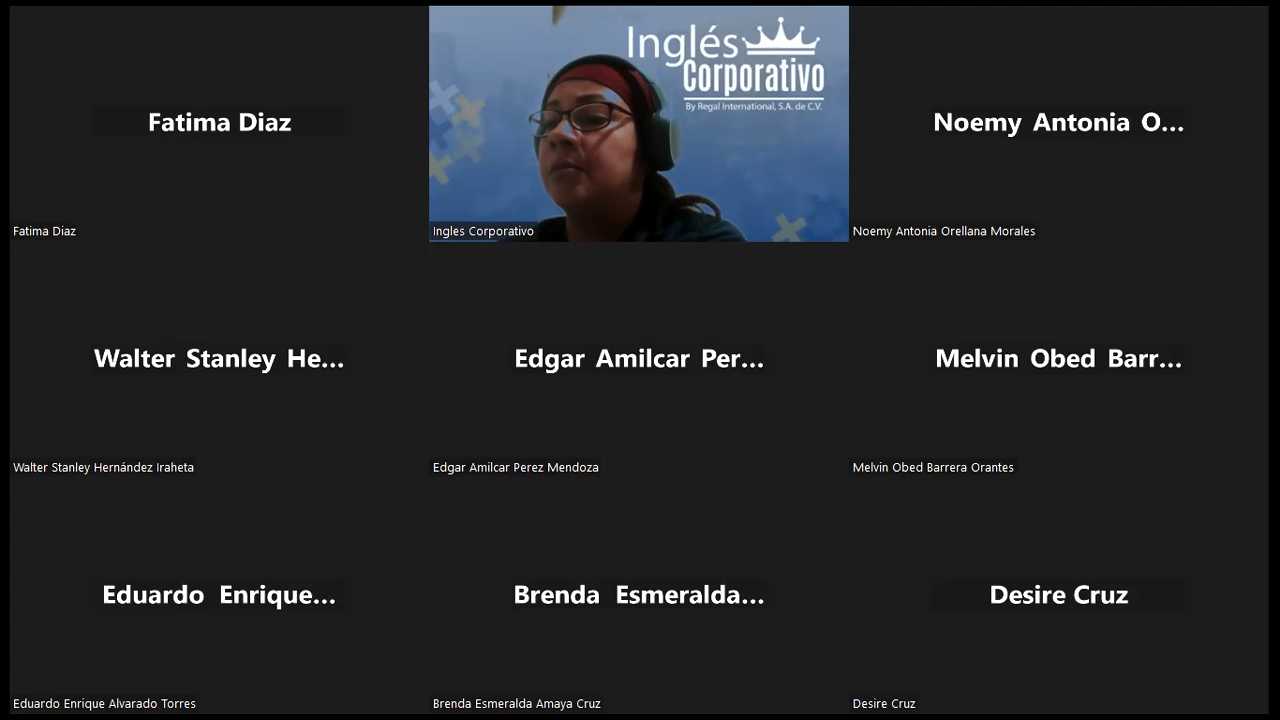 Fatima Diaz
Fatima Diaz
Inglés
Corporativo
By Regal International, S.A. de C.V.
Ingles Corporativo
Noemy Antonia O...
Noemy Antonia Orellana Morales
Walter Stanley He...
Walter Stanley Hernández Iraheta
Edgar Amilcar Per...
Edgar Amilcar Perez Mendoza
Melvin Obed Barr...
Melvin Obed Barrera Orantes
Eduardo Enrique...
Eduardo Enrique Alvarado Torres
Brenda Esmeralda...
Brenda Esmeralda Amaya Cruz
Desire Cruz
Desire Cruz